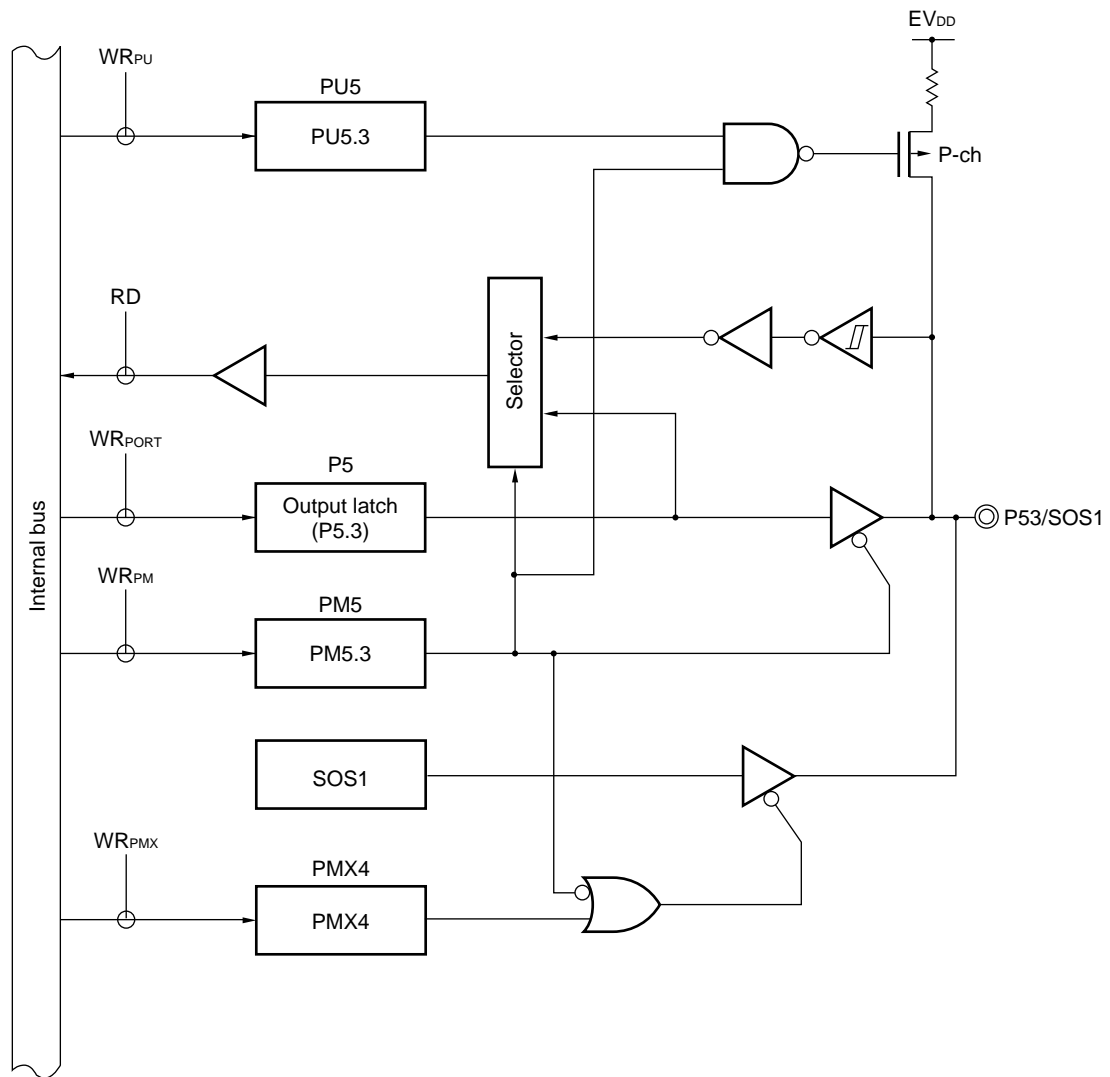 EVDD
WRPU
PU5
PU5.3
P-ch
RD
Selector
WRPORT
P5
Output latch
(P5.3)
P53/SOS1
Internal bus
WRPM
PM5
PM5.3
SOS1
WRPMX
PMX4
PMX4